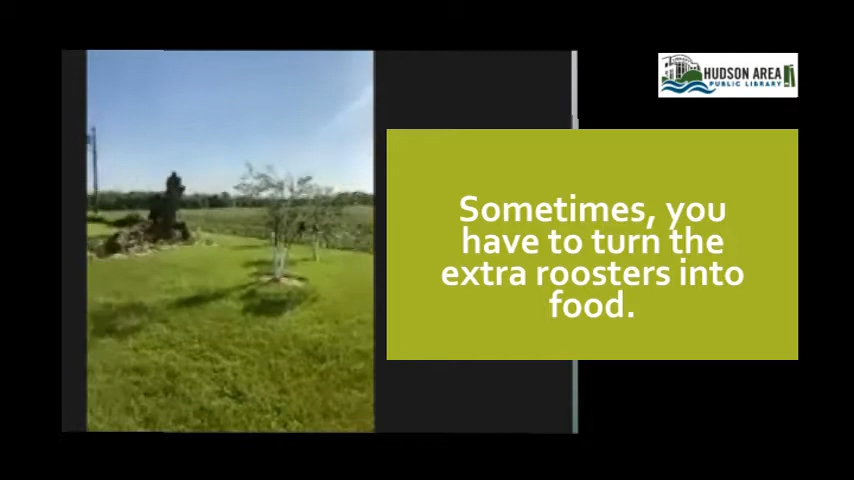 HUDSON AREA
PUBLIC LIBRARY
Sometimes, you
have to turn the
extra roosters into
food.